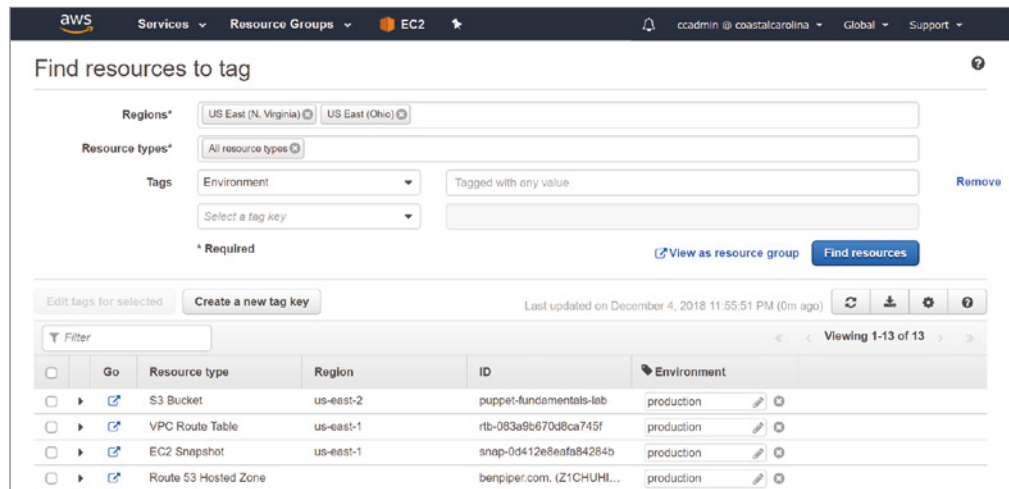 aws Services Resource Groups EC2 ccadmin @ coastalcarolina Global Support
Find resources to tag
Regions* US East (N. Virginia) US East (Ohio)
Resource types* All resource types
Tags Environment Tagged with any value Remove
Select a tag key
* Required View as resource group Find resources
Edit tags for selected Create a new tag key Last updated on December 4, 2018 11:55:51 PM (0m ago)
Filter Viewing 1-13 of 13
Go Resource type Region ID Environment
S3 Bucket us-east-2 puppet-fundamentals-lab production
VPC Route Table us-east-1 rtb-083a9b670d8ca745f production
EC2 Snapshot us-east-1 snap-0d412e8eafa84284b production
Route 53 Hosted Zone benpiper.com. (Z1CHUHI... production